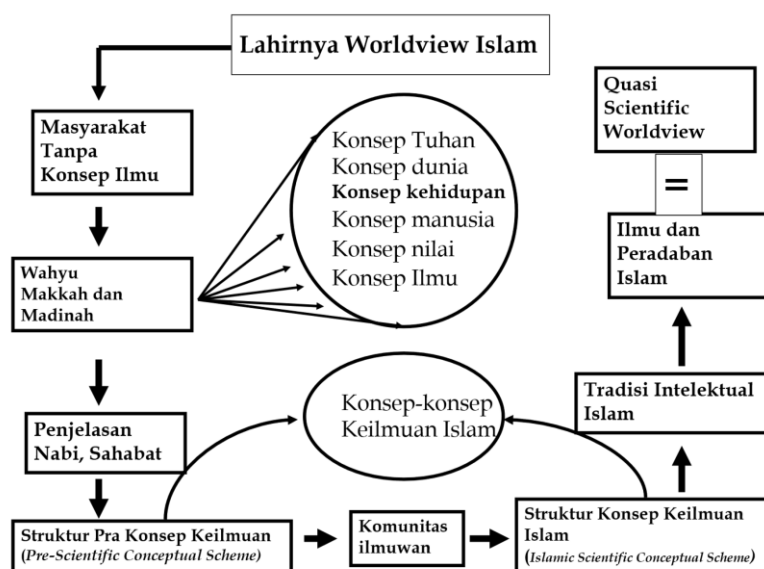 Lahirnya Worldview Islam
Masyarakat
Tanpa
Konsep Ilmu
Wahyu
Makkah dan
Madinah
Penjelasan
Nabi, Sahabat
Struktur Pra Konsep Keilmuan
(Pre-Scientific Conceptual Scheme)
Konsep Tuhan
Konsep dunia
Konsep kehidupan
Konsep manusia
Konsep nilai
Konsep Ilmu
Konsep-konsep
Keilmuan Islam
Komunitas
ilmuwan
Struktur Konsep Keilmuan
Islam
(Islamic Scientific Conceptual Scheme)
Tradisi Intelektual
Islam
Ilmu dan
Peradaban
Islam
=
Quasi
Scientific
Worldview